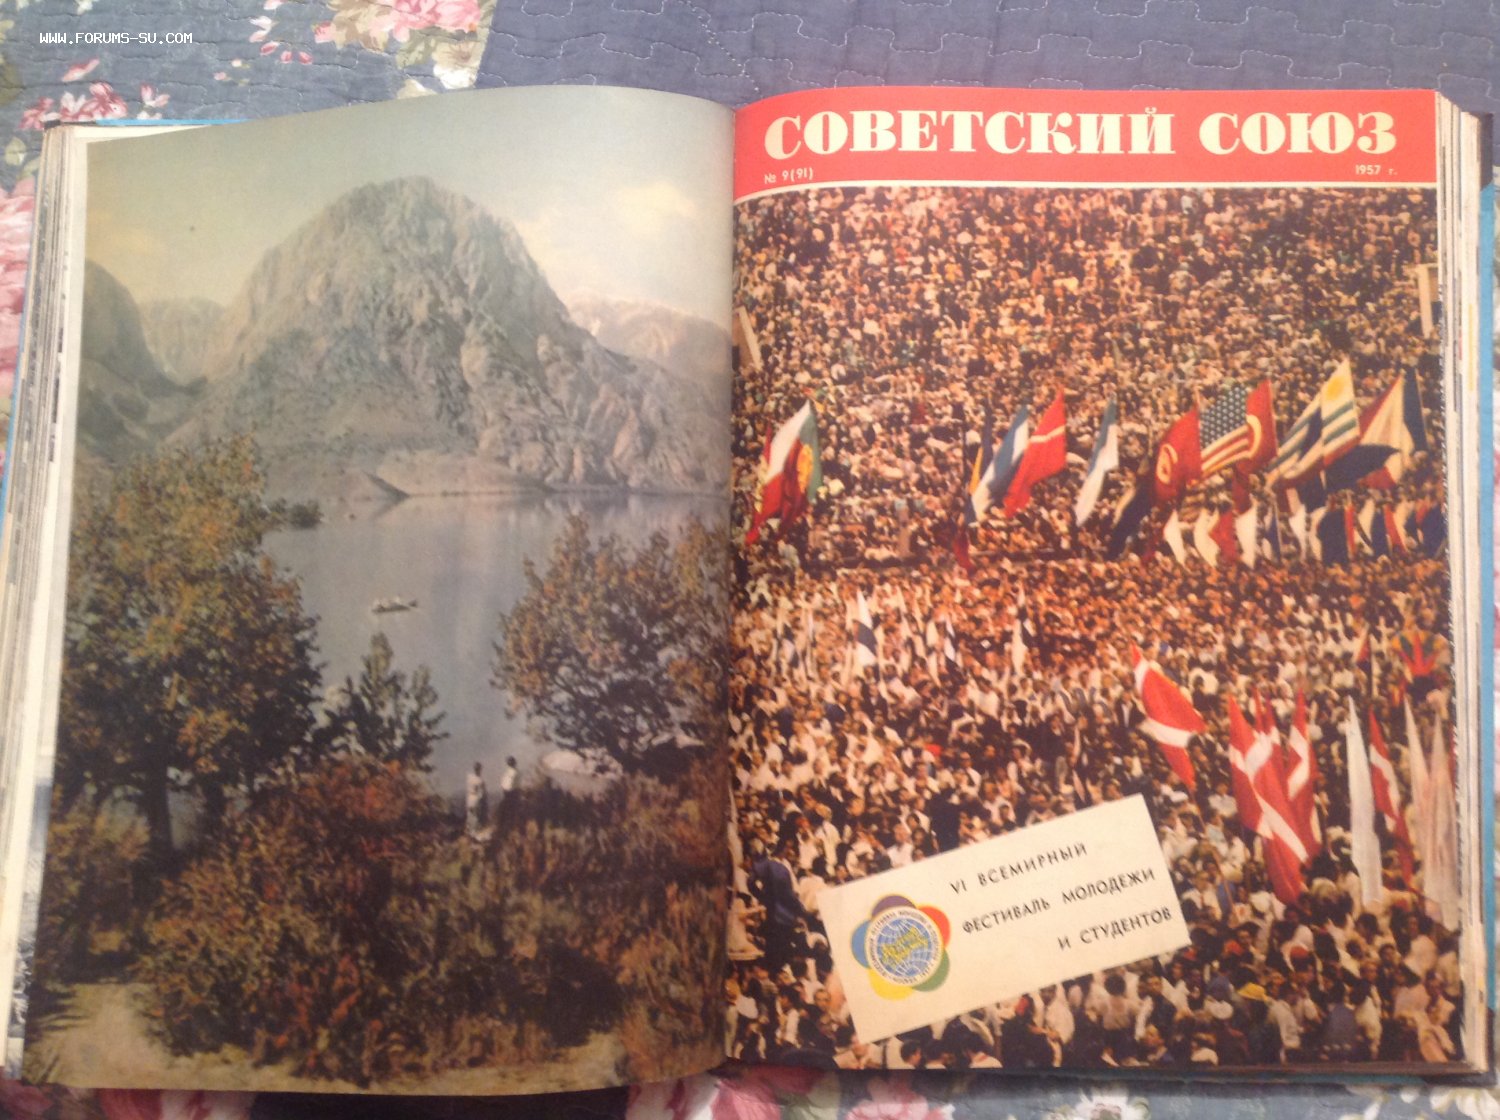 WWW.FORUMS-SU.COM
СОВЕТСКИЙ СОЮЗ
№ 9(91)
1957 г.
VI ВСЕМИРНЫЙ
ФЕСТИВАЛЬ МОЛОДЕЖИ
И СТУДЕНТОВ